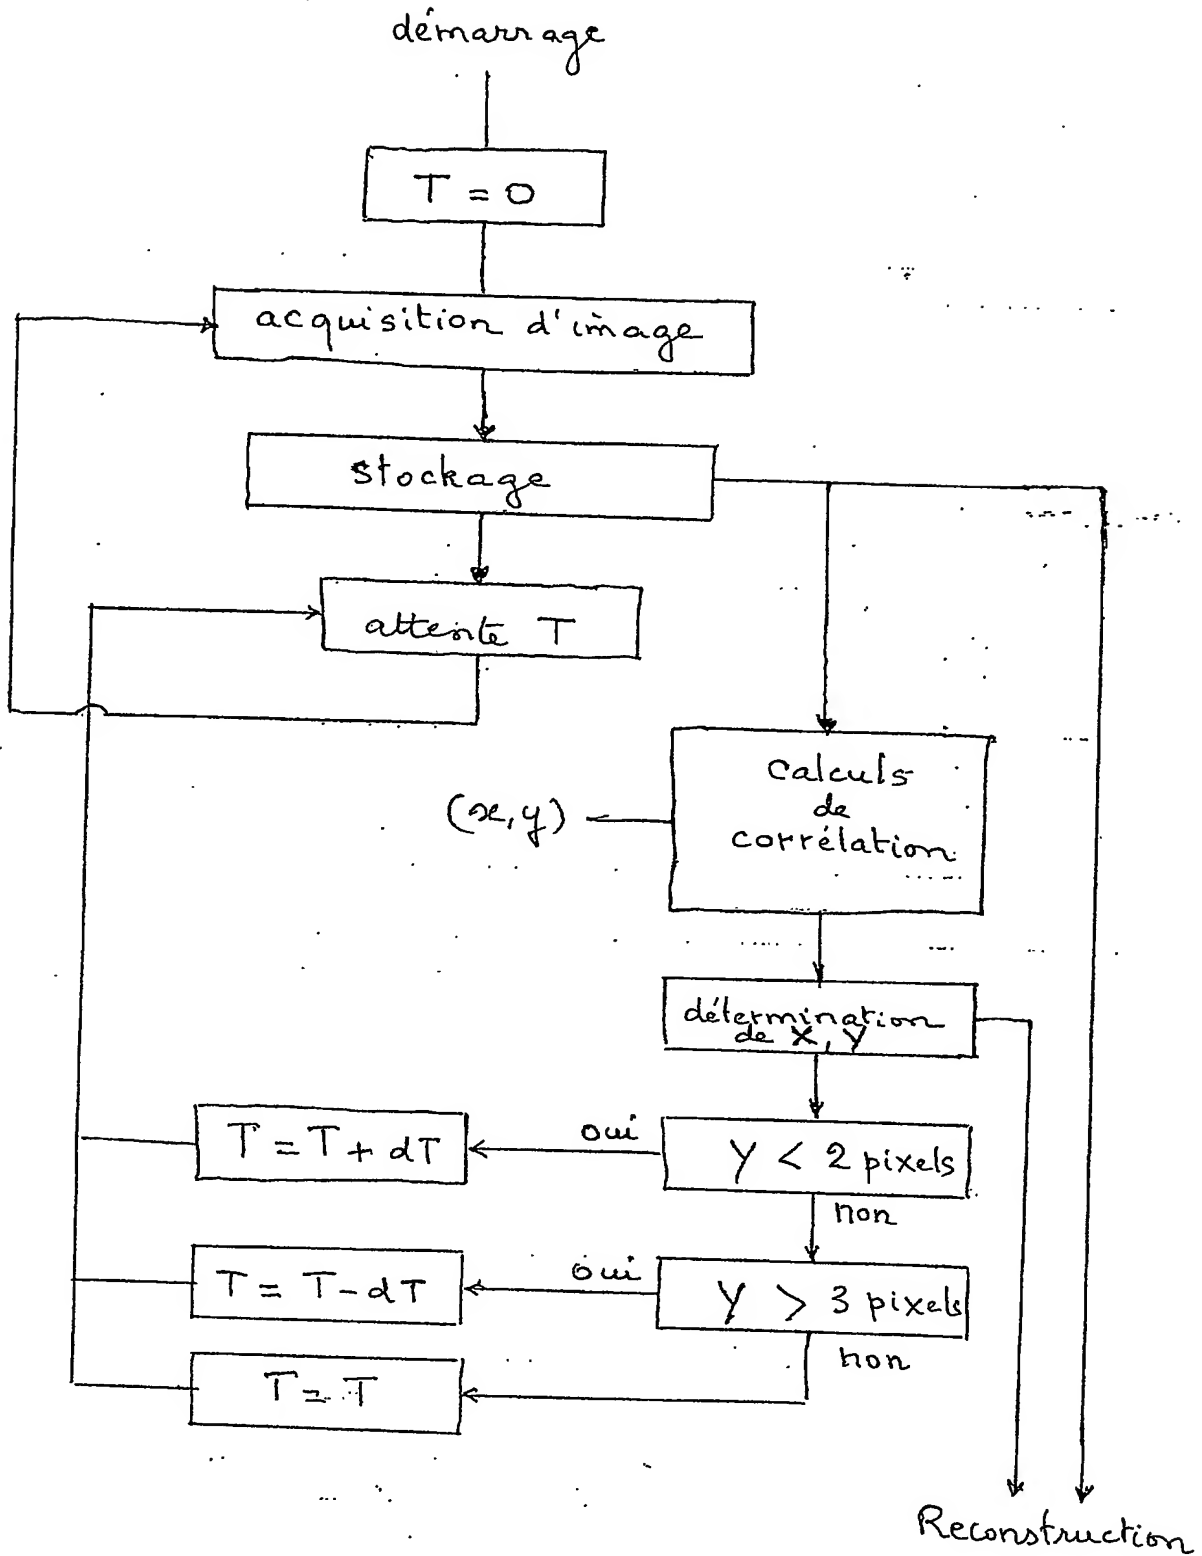 démarrage
T = 0
acquisition d'image
stockage
attente T
calculs
de
corrélation
(x, y)
détermination
de X, Y
Y < 2 pixels
oui
T = T + dT
non
Y > 3 pixels
oui
T = T - dT
non
T = T
Reconstruction